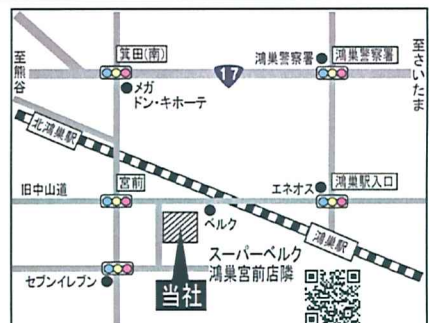 至熊谷
箕田(南)
鴻巣警察署
鴻巣警察署
至さいたま
17
メガ
ドン・キホーテ
北鴻巣駅
旧中山道
宮前
エネオス
鴻巣駅入口
ベルク
鴻巣駅
スーパーベルク
鴻巣宮前店隣
セブンイレブン
当社